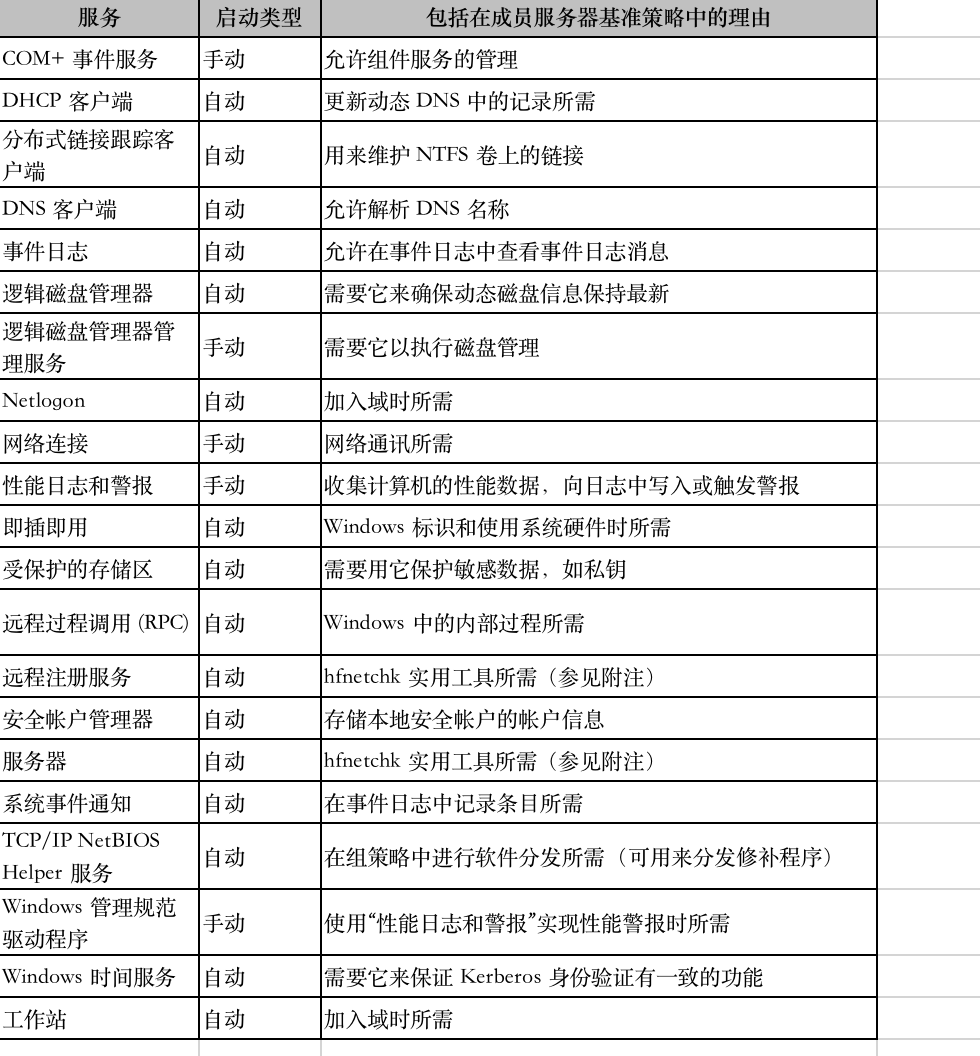 服务 启动类型 包括在成员服务器基准策略中的理由
COM+ 事件服务 手动 允许组件服务的管理
DHCP 客户端 自动 更新动态 DNS 中的记录所需
分布式链接跟踪客
户端 自动 用来维护 NTFS 卷上的链接
DNS 客户端 自动 允许解析 DNS 名称
事件日志 自动 允许在事件日志中查看事件日志消息
逻辑磁盘管理器 自动 需要它来确保动态磁盘信息保持最新
逻辑磁盘管理器管
理服务 手动 需要它以执行磁盘管理
Netlogon 自动 加入域时所需
网络连接 手动 网络通讯所需
性能日志和警报 手动 收集计算机的性能数据，向日志中写入或触发警报
即插即用 自动 Windows 标识和使用系统硬件时所需
受保护的存储区 自动 需要用它保护敏感数据，如私钥
远程过程调用 (RPC) 自动 Windows 中的内部过程所需
远程注册服务 自动 hfnetchk 实用工具所需（参见附注）
安全帐户管理器 自动 存储本地安全帐户的帐户信息
服务器 自动 hfnetchk 实用工具所需（参见附注）
系统事件通知 自动 在事件日志中记录条目所需
TCP/IP NetBIOS
Helper 服务 自动 在组策略中进行软件分发所需（可用来分发修补程序）
Windows 管理规范
驱动程序 手动 使用“性能日志和警报”实现性能警报时所需
Windows 时间服务 自动 需要它来保证 Kerberos 身份验证有一致的功能
工作站 自动 加入域时所需